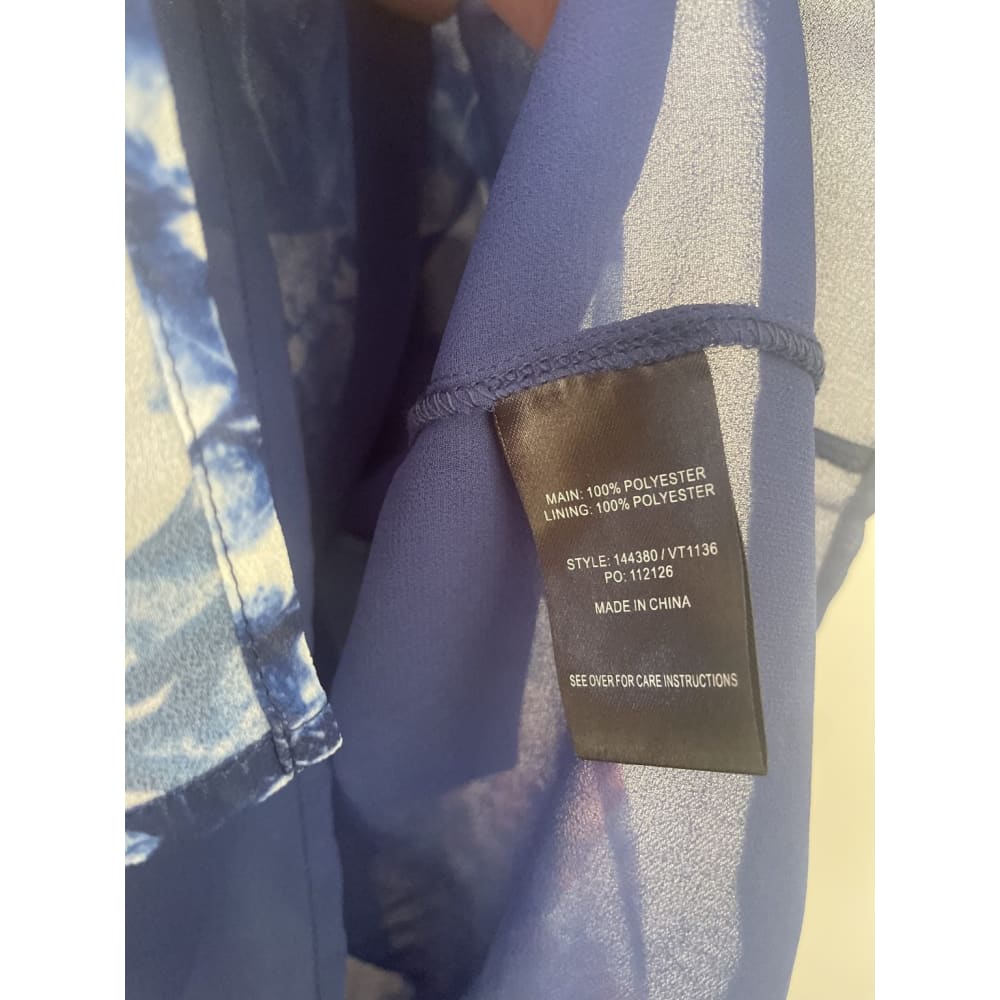 MAIN: 100% POLYESTER
LINING: 100% POLYESTER
STYLE: 144380 / VT1136
PO: 112126
MADE IN CHINA
SEE OVER FOR CARE INSTRUCTIONS